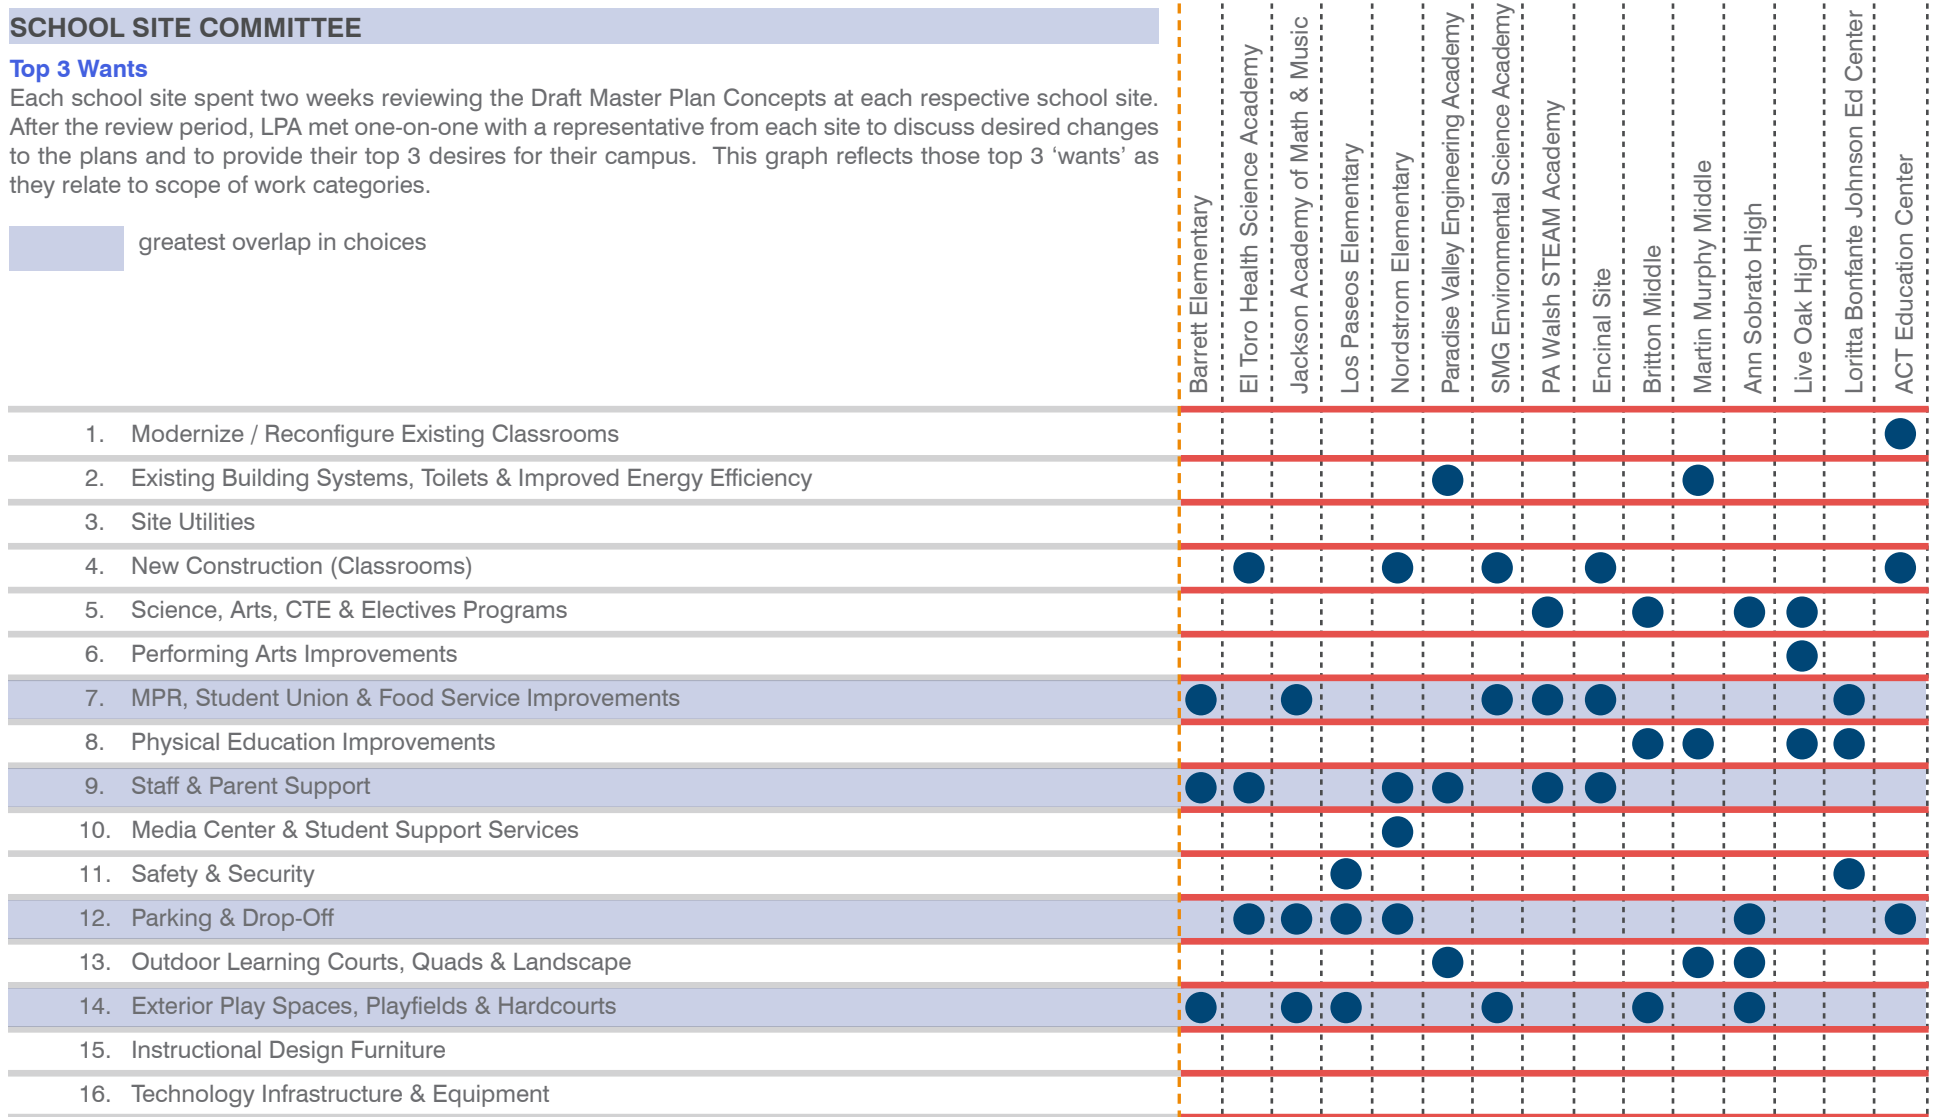 SCHOOL SITE COMMITTEE
Top 3 Wants
Each school site spent two weeks reviewing the Draft Master Plan Concepts at each respective school site.
After the review period, LPA met one-on-one with a representative from each site to discuss desired changes
to the plans and to provide their top 3 desires for their campus.  This graph reflects those top 3 ‘wants’ as
they relate to scope of work categories.
greatest overlap in choices
Barrett Elementary
El Toro Health Science Academy
Jackson Academy of Math & Music
Los Paseos Elementary
Nordstrom Elementary
Paradise Valley Engineering Academy
SMG Environmental Science Academy
PA Walsh STEAM Academy
Encinal Site
Britton Middle
Martin Murphy Middle
Ann Sobrato High
Live Oak High
Loritta Bonfante Johnson Ed Center
ACT Education Center
1. Modernize / Reconfigure Existing Classrooms
2. Existing Building Systems, Toilets & Improved Energy Efficiency
3. Site Utilities
4. New Construction (Classrooms)
5. Science, Arts, CTE & Electives Programs
6. Performing Arts Improvements
7. MPR, Student Union & Food Service Improvements
8. Physical Education Improvements
9. Staff & Parent Support
10. Media Center & Student Support Services
11. Safety & Security
12. Parking & Drop-Off
13. Outdoor Learning Courts, Quads & Landscape
14. Exterior Play Spaces, Playfields & Hardcourts
15. Instructional Design Furniture
16. Technology Infrastructure & Equipment